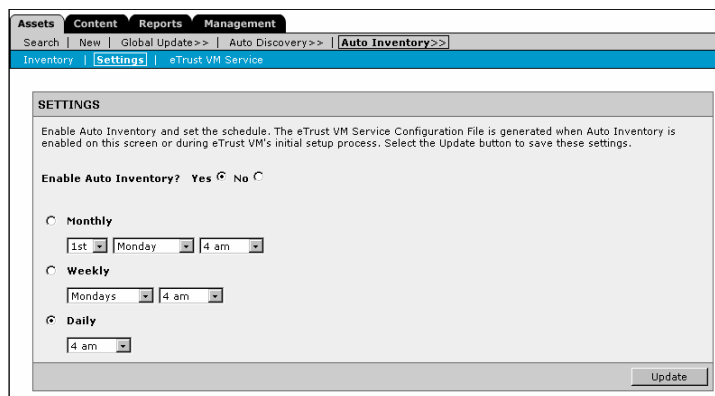 Assets Content Reports Management
Search | New | Global Update>> | Auto Discovery>> | Auto Inventory>>
Inventory | Settings | eTrust VM Service
SETTINGS
Enable Auto Inventory and set the schedule. The eTrust VM Service Configuration File is generated when Auto Inventory is
enabled on this screen or during eTrust VM's initial setup process. Select the Update button to save these settings.
Enable Auto Inventory? Yes No
Monthly
1st Monday 4 am
Weekly
Mondays 4 am
Daily
4 am
Update